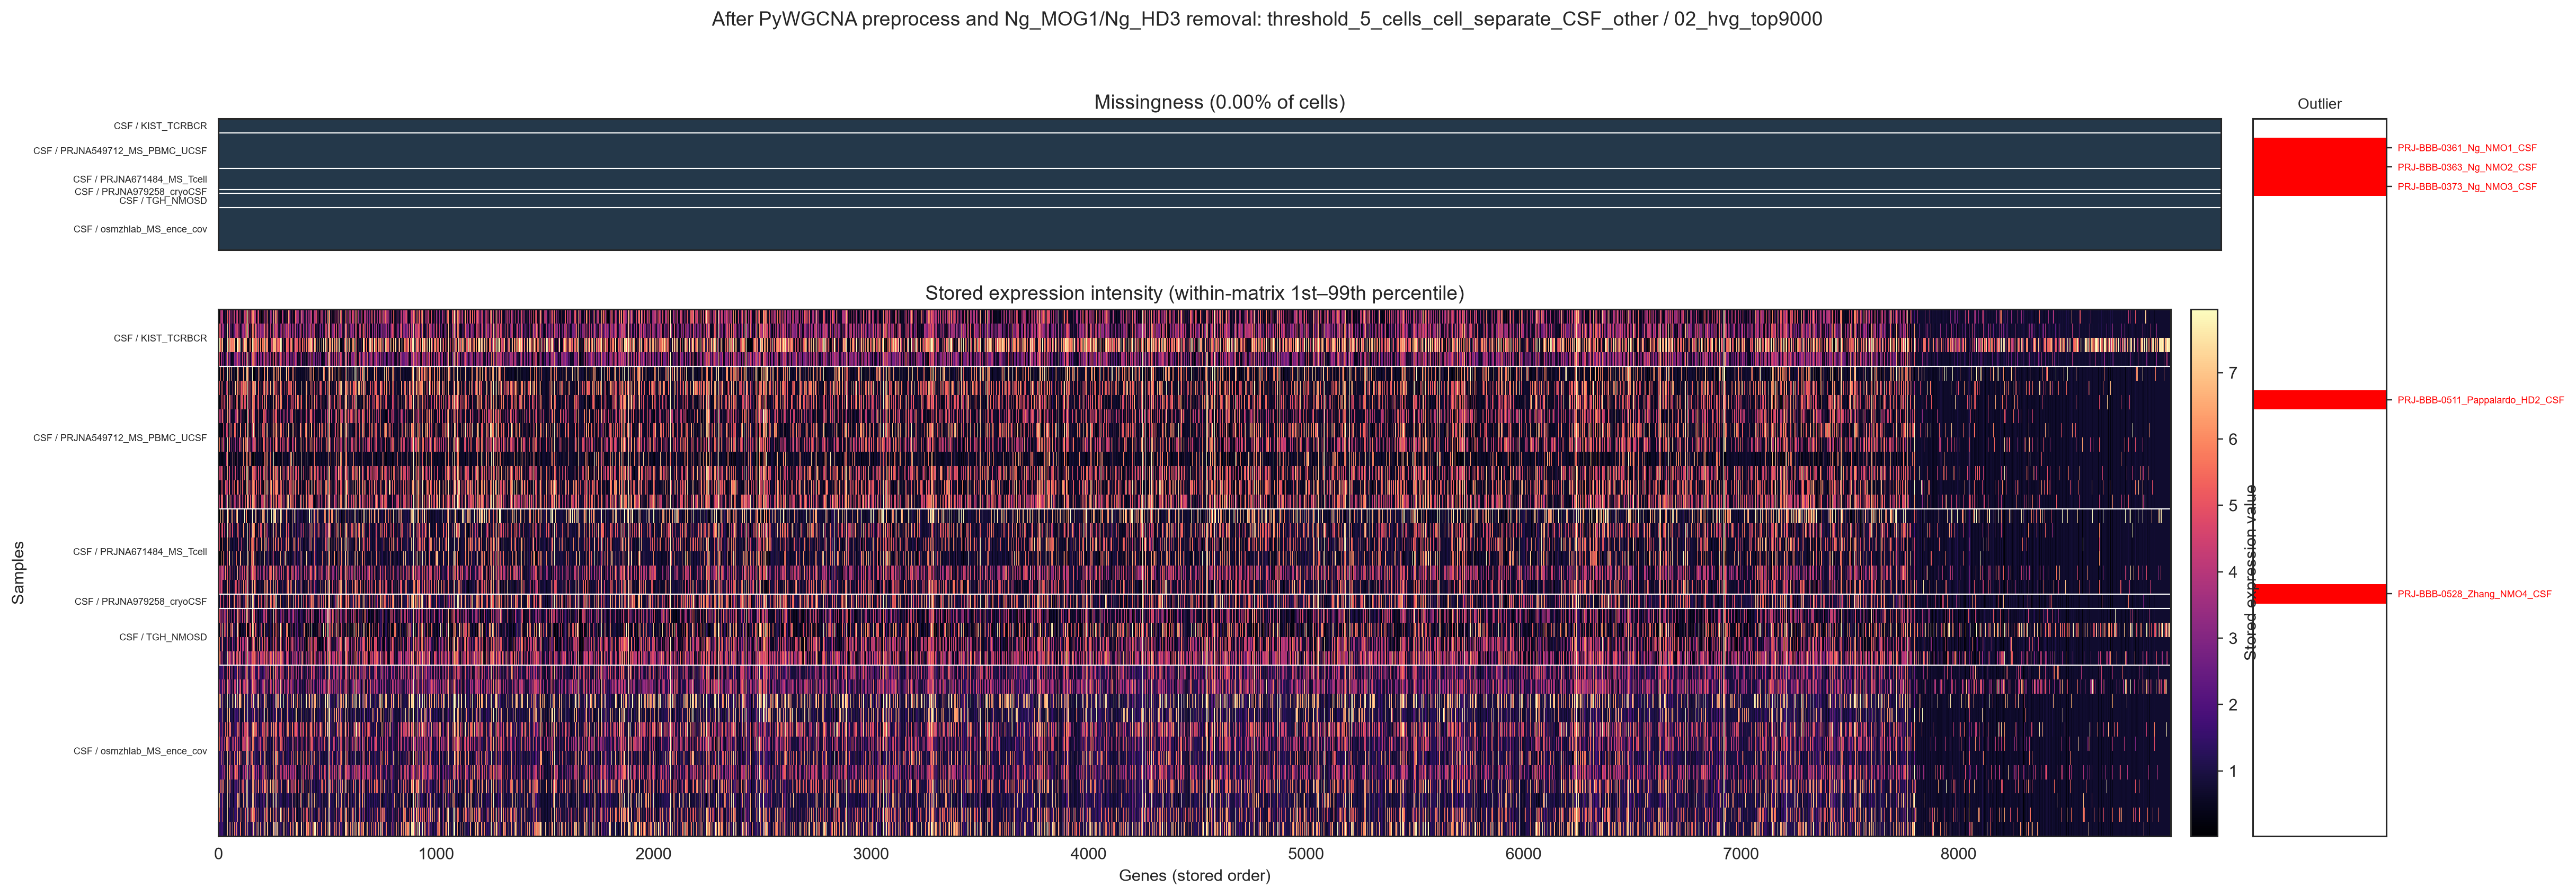 After PyWGCNA preprocess and Ng_MOG1/Ng_HD3 removal: threshold_5_cells_cell_separate_CSF_other / 02_hvg_top9000
Missingness (0.00% of cells)
CSF / KIST_TCRBCR
CSF / PRJNA549712_MS_PBMC_UCSF
CSF / PRJNA671484_MS_Tcell
CSF / PRJNA979258_cryoCSF
CSF / TGH_NMOSD
CSF / osmzhlab_MS_ence_cov
Outlier
PRJ-BBB-0361_Ng_NMO1_CSF
PRJ-BBB-0363_Ng_NMO2_CSF
PRJ-BBB-0373_Ng_NMO3_CSF
PRJ-BBB-0511_Pappalardo_HD2_CSF
PRJ-BBB-0528_Zhang_NMO4_CSF
Stored expression intensity (within-matrix 1st–99th percentile)
Samples
CSF / KIST_TCRBCR
CSF / PRJNA549712_MS_PBMC_UCSF
CSF / PRJNA671484_MS_Tcell
CSF / PRJNA979258_cryoCSF
CSF / TGH_NMOSD
CSF / osmzhlab_MS_ence_cov
7
6
5
4
3
2
1
Stored expression value
0 1000 2000 3000 4000 5000 6000 7000 8000
Genes (stored order)